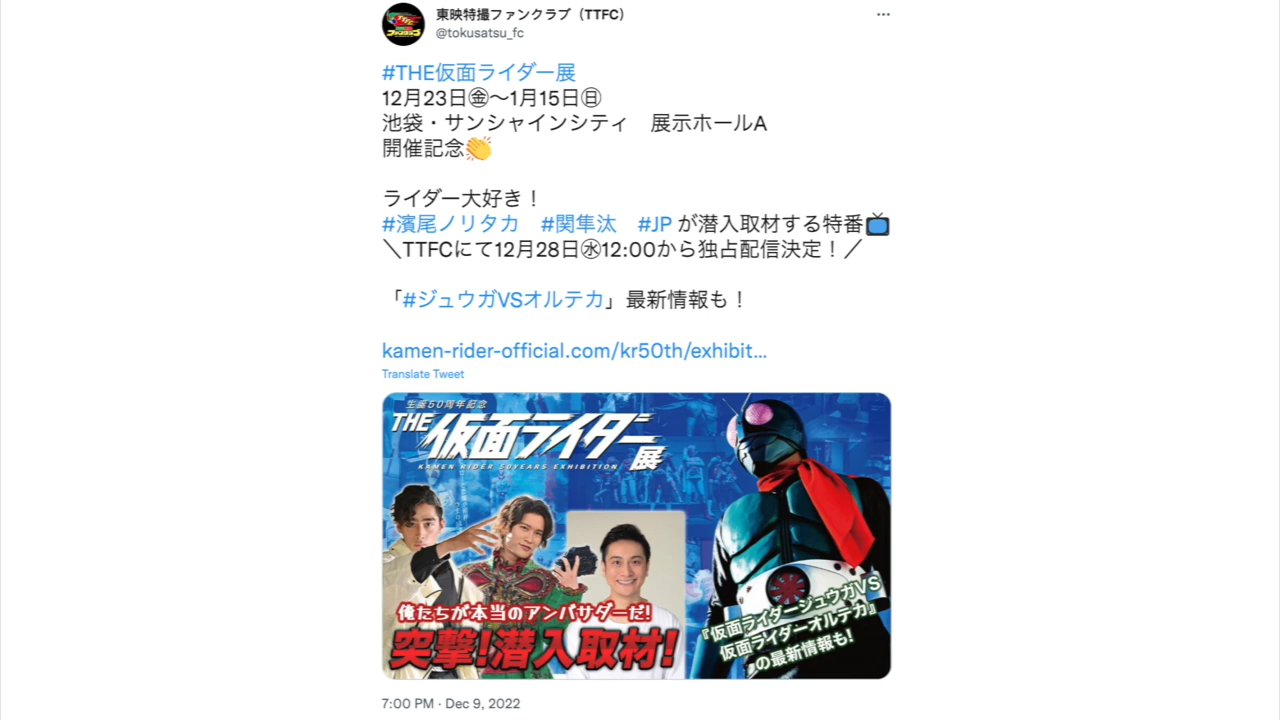 東映特撮ファンクラブ（TTFC）
@tokusatsu_fc
#THE仮面ライダー展
12月23日㊎〜1月15日㊐
池袋・サンシャインシティ　展示ホールA
開催記念👏
ライダー大好き！
#濱尾ノリタカ　#関隼汰　#JP が潜入取材する特番📺
＼TTFCにて12月28日㊌12:00から独占配信決定！／
「#ジュウガVSオルテカ」最新情報も！
kamen-rider-official.com/kr50th/exhibit...
Translate Tweet
生誕50周年記念
THE仮面ライダー展
KAMEN RIDER 50YEARS EXHIBITION
俺たちが本当のアンバサダーだ!
突撃!潜入取材!
『仮面ライダージュウガVS
仮面ライダーオルテカ』
の最新情報も!
7:00 PM · Dec 9, 2022